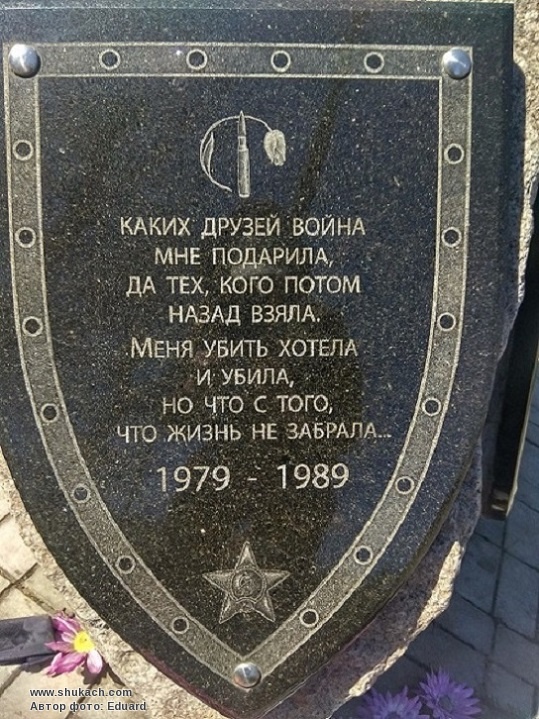 КАКИХ ДРУЗЕЙ ВОЙНА
МНЕ ПОДАРИЛА,
ДА ТЕХ, КОГО ПОТОМ
НАЗАД ВЗЯЛА.
МЕНЯ УБИТЬ ХОТЕЛА
И УБИЛА,
НО ЧТО С ТОГО,
ЧТО ЖИЗНЬ НЕ ЗАБРАЛА...
1979 - 1989
www.shukach.com
Автор фото: Eduard